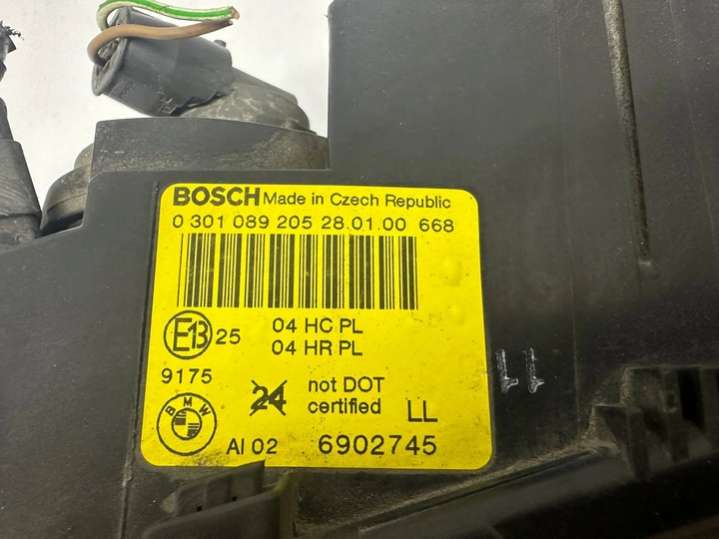 BOSCH Made in Czech Republic
0 301 089 205 28.01.00 668
E13 25 04 HC PL
04 HR PL
9175
24 not DOT
certified LL
BMW
AI 02 6902745
LL